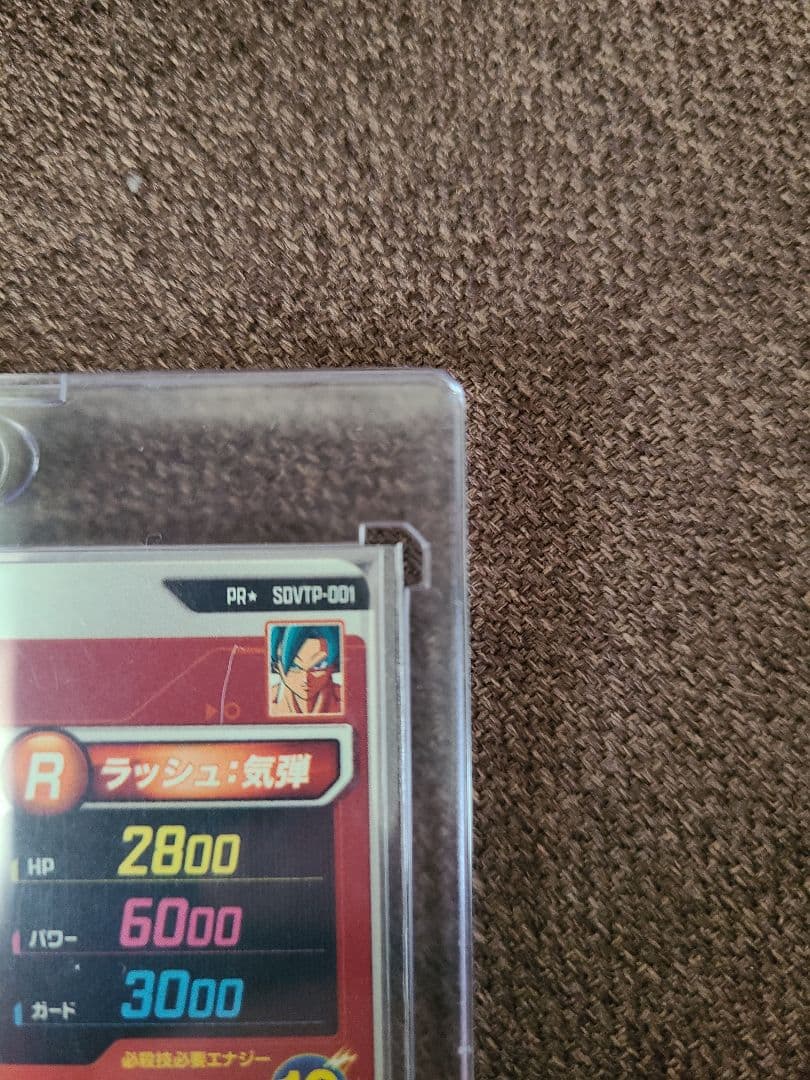 PR★ SDVTP-001
R ラッシュ：気弾
HP 2800
パワー 6000
ガード 3000
必殺技必要エナジー